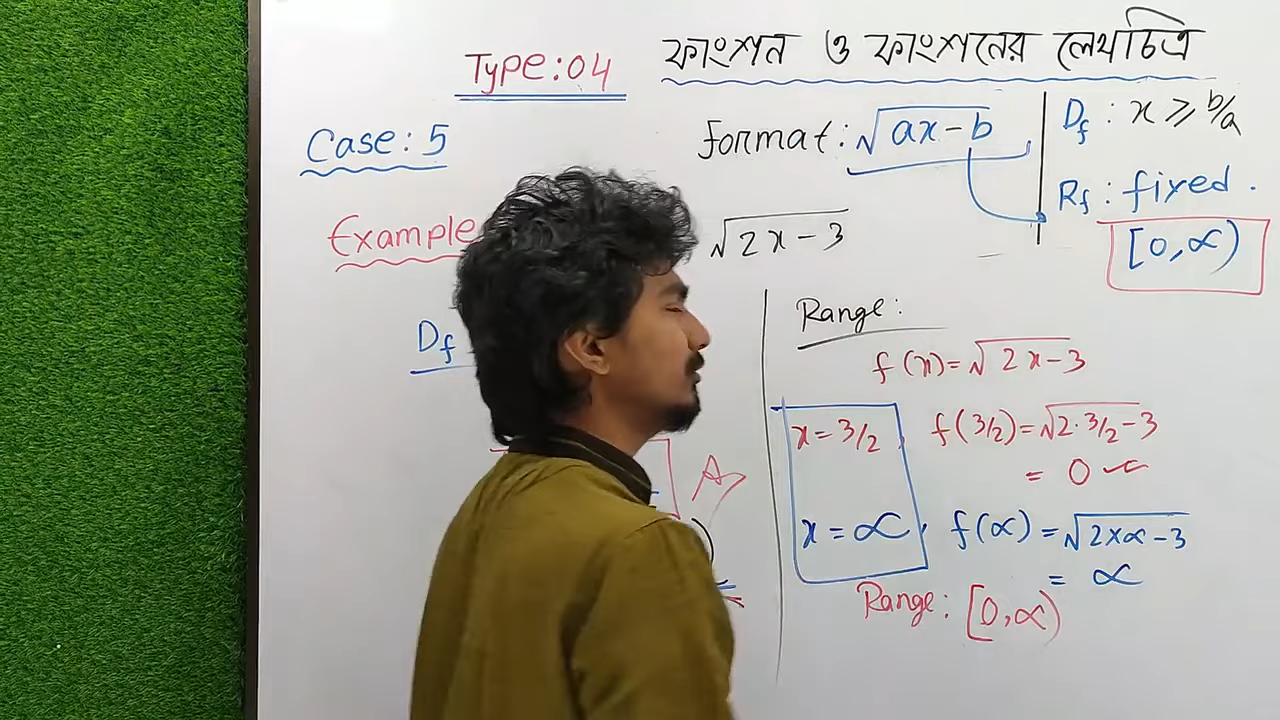 Type:04
ফাংশন ও ফাংশনের লেখচিত্র
Case:5
format: √ax-b
Df : x ≥ b/a
Rf : fixed.
[0,∝)
Example
√2x-3
Df
Range:
f(x)=√2x-3
x=3/2, f(3/2)=√2·3/2-3
= 0
x=∝, f(∝)=√2×∝-3
= ∝
Range: [0,∝)